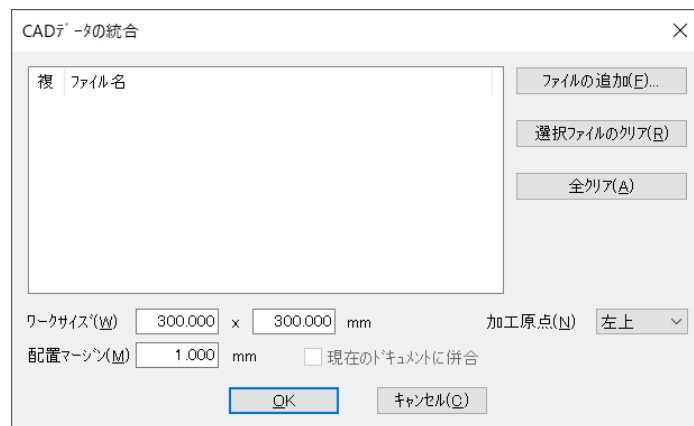 CADﾃﾞｰﾀの統合
複 ﾌｧｲﾙ名
ﾌｧｲﾙの追加(F)...
選択ﾌｧｲﾙのｸﾘｱ(R)
全ｸﾘｱ(A)
ﾜｰｸｻｲｽﾞ(W) 300.000 x 300.000 mm 加工原点(N) 左上
配置ﾏｰｼﾞﾝ(M) 1.000 mm 現在のﾄﾞｷｭﾒﾝﾄに併合
OK ｷｬﾝｾﾙ(C)